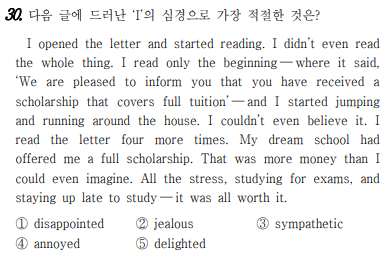 30. 다음 글에 드러난 ‘I’의 심경으로 가장 적절한 것은?
I opened the letter and started reading. I didn’t even read
the whole thing. I read only the beginning — where it said,
‘We are pleased to inform you that you have received a
scholarship that covers full tuition’ — and I started jumping
and running around the house. I couldn’t even believe it. I
read the letter four more times. My dream school had
offered me a full scholarship. That was more money than I
could even imagine. All the stress, studying for exams, and
staying up late to study — it was all worth it.
① disappointed ② jealous ③ sympathetic
④ annoyed ⑤ delighted